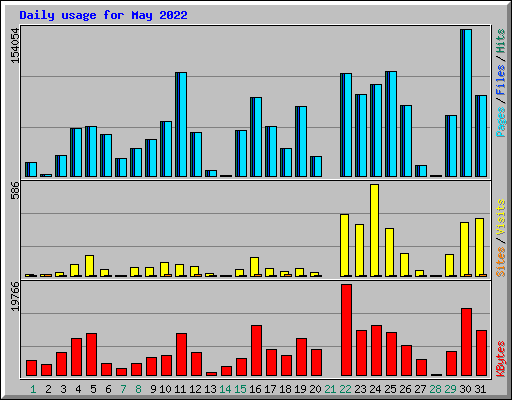 Daily usage for May 2022
154054
Pages / Files / Hits
586
Sites / Visits
19766
KBytes
1 2 3 4 5 6 7 8 9 10 11 12 13 14 15 16 17 18 19 20 21 22 23 24 25 26 27 28 29 30 31